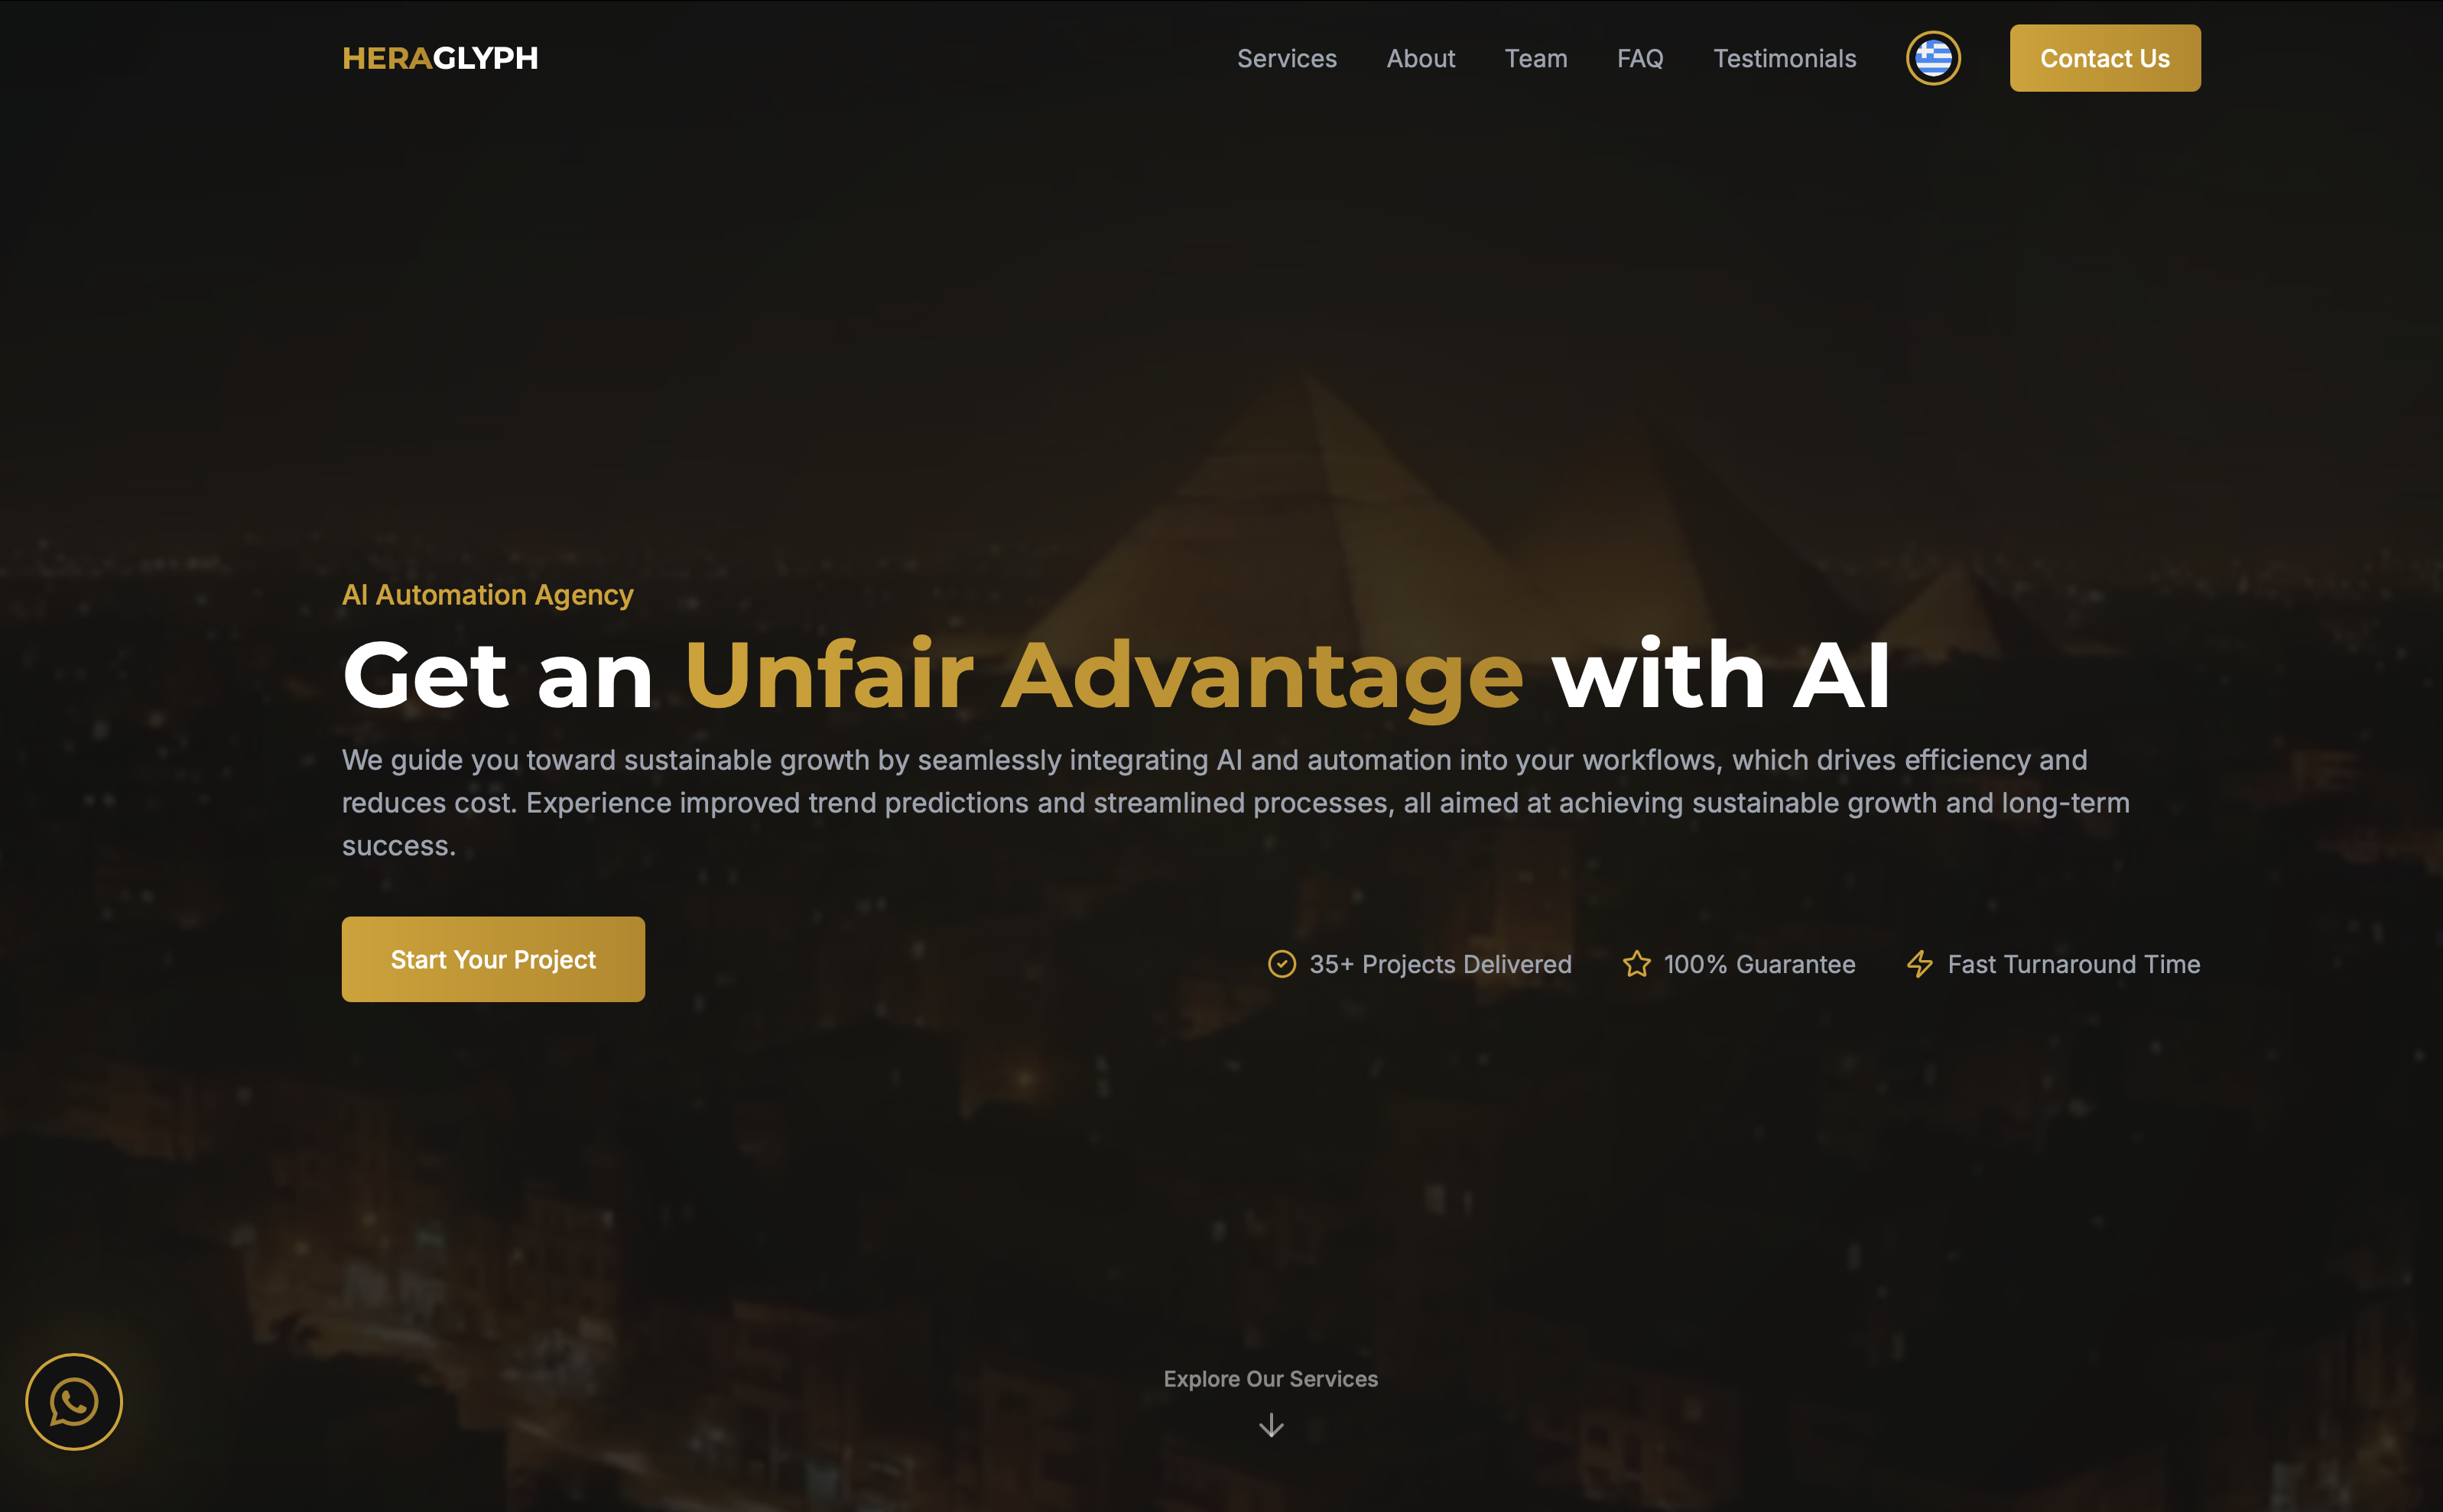 HERAGLYPH
Services
About
Team
FAQ
Testimonials
Contact Us
AI Automation Agency
Get an Unfair Advantage with AI
We guide you toward sustainable growth by seamlessly integrating AI and automation into your workflows, which drives efficiency and
reduces cost. Experience improved trend predictions and streamlined processes, all aimed at achieving sustainable growth and long-term
success.
Start Your Project
35+ Projects Delivered
100% Guarantee
Fast Turnaround Time
Explore Our Services